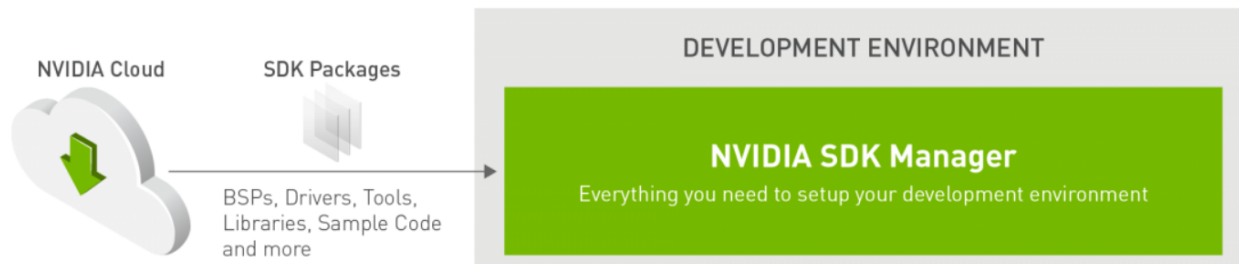 NVIDIA Cloud
SDK Packages
BSPs, Drivers, Tools,
Libraries, Sample Code
and more
DEVELOPMENT ENVIRONMENT
NVIDIA SDK Manager
Everything you need to setup your development environment